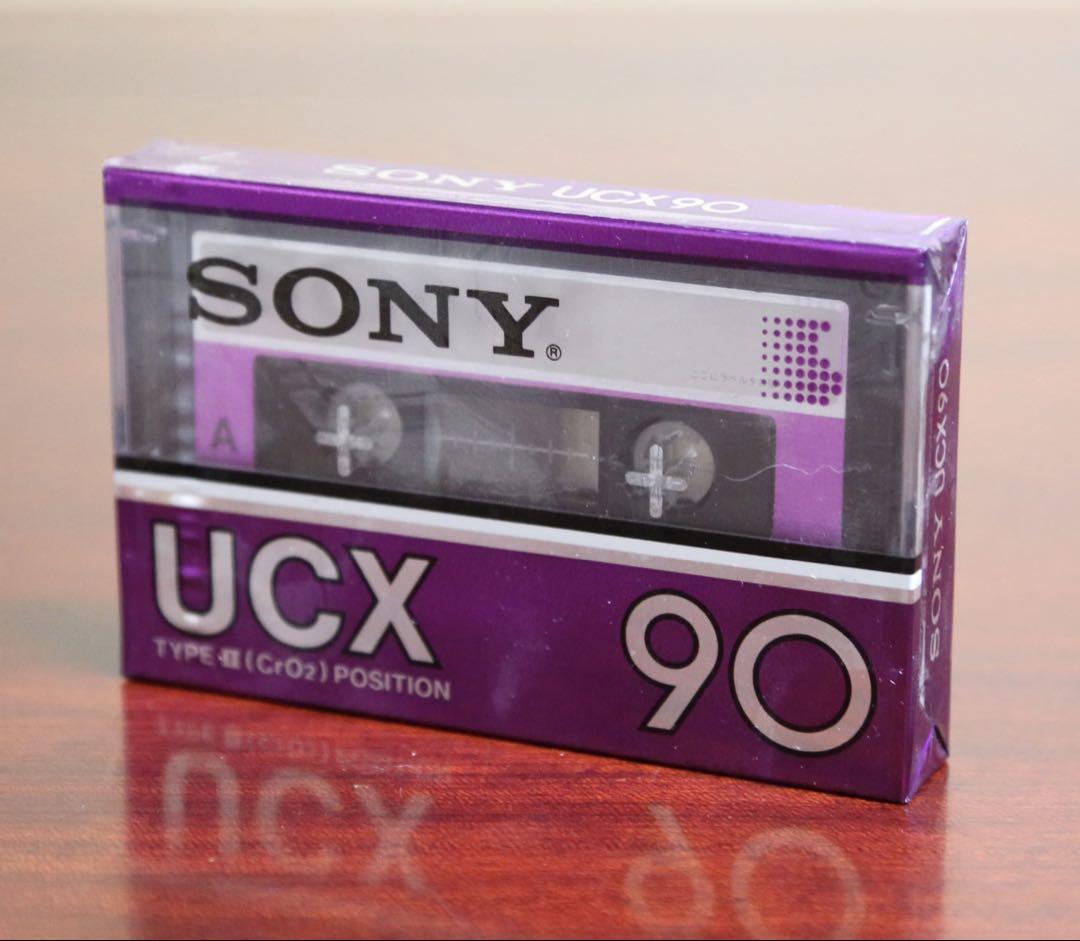 SONY UCX90
SONY®
A
UCX 90
TYPE·II (CrO2) POSITION
SONY UCX90